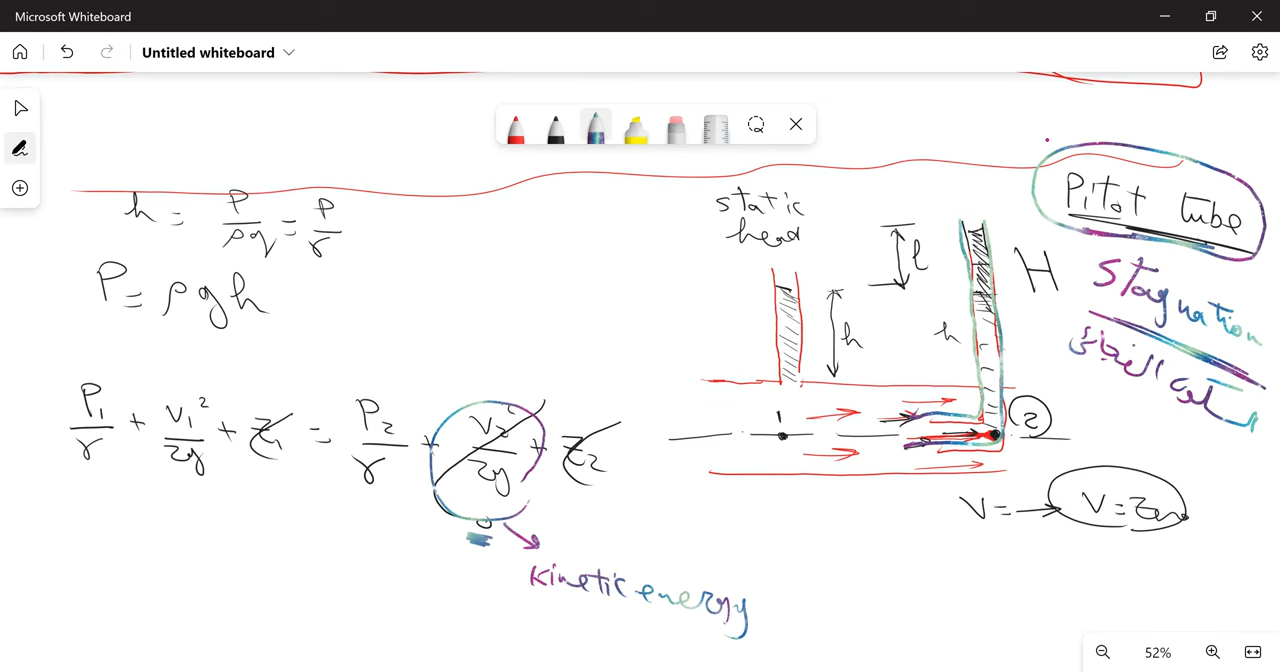 Microsoft Whiteboard
Untitled whiteboard
h = P/ρg = P/γ
P = ρgh
P1/γ + V1²/2g + Z1 = P2/γ + V2²/2g + Z2
0
Kinetic energy
static
head
h
l
h
H
Pitot tube
Stagnation
1
2
V = → V = Zero
52%